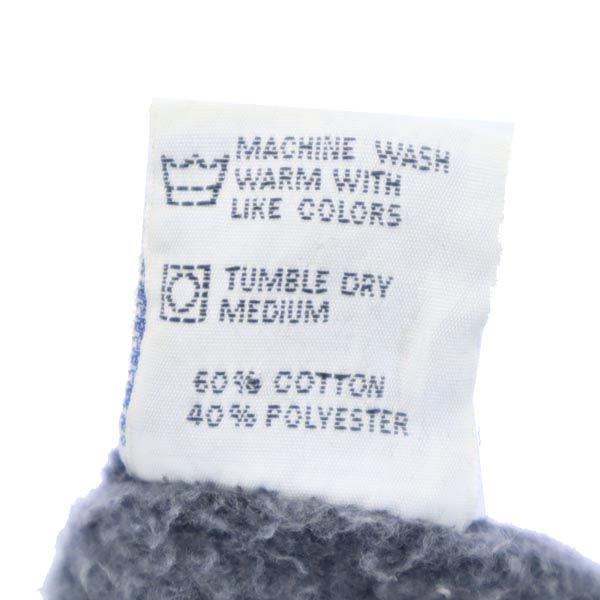 MACHINE WASH
WARM WITH
LIKE COLORS
TUMBLE DRY
MEDIUM
60% COTTON
40% POLYESTER